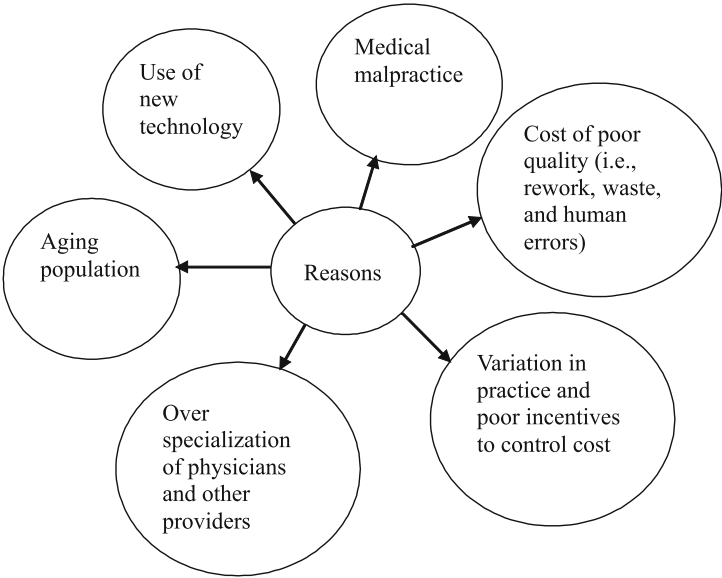 Use of
new
technology
Medical
malpractice
Cost of poor
quality (i.e.,
rework, waste,
and human
errors)
Aging
population
Reasons
Variation in
practice and
poor incentives
to control cost
Over
specialization
of physicians
and other
providers